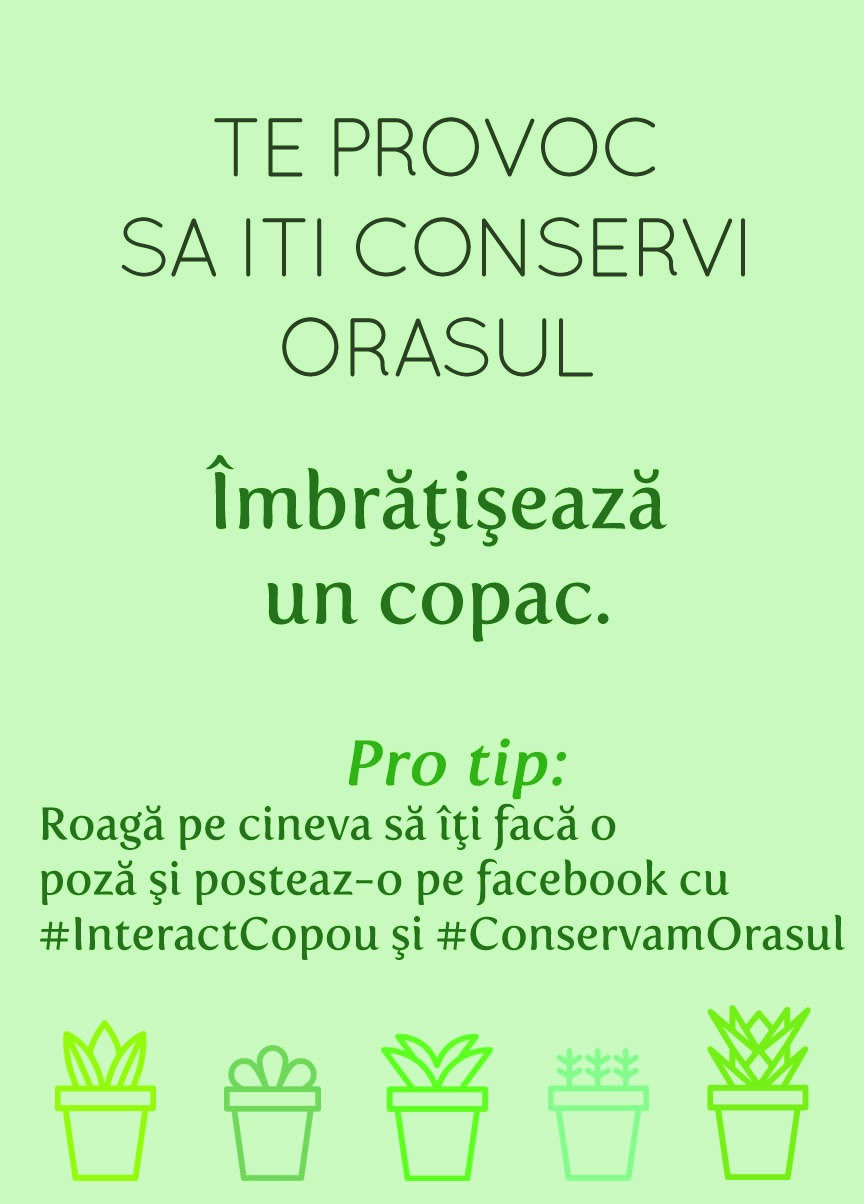 TE PROVOC
SA ITI CONSERVI
ORASUL
Îmbrăţişează
un copac.
Pro tip:
Roagă pe cineva să îţi facă o
poză şi posteaz-o pe facebook cu
#InteractCopou şi #ConservamOrasul